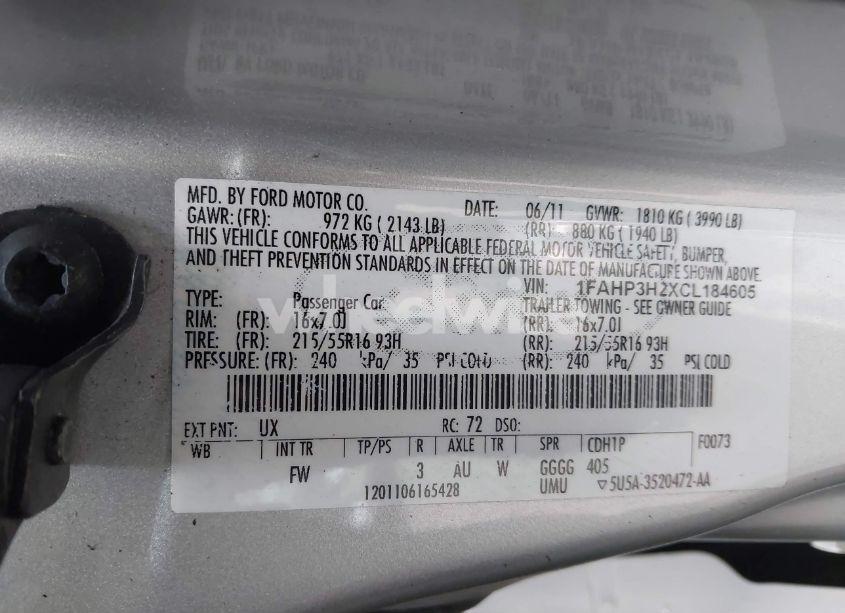 MFD. BY FORD MOTOR CO. DATE: 06/11 GVWR: 1810 KG ( 3990 LB)
GAWR: (FR): 972 KG ( 2143 LB) (RR): 880 KG ( 1940 LB)
THIS VEHICLE CONFORMS TO ALL APPLICABLE FEDERAL MOTOR VEHICLE SAFETY, BUMPER,
AND THEFT PREVENTION STANDARDS IN EFFECT ON THE DATE OF MANUFACTURE SHOWN ABOVE.
VIN: 1FAHP3H2XCL184605
TYPE: Passenger Car TRAILER TOWING - SEE OWNER GUIDE
RIM: (FR): 16x7.0J (RR): 16x7.0J
TIRE: (FR): 215/55R16 93H (RR): 215/55R16 93H
PRESSURE: (FR): 240 kPa/ 35 PSI COLD (RR): 240 kPa/ 35 PSI COLD
EXT PNT: UX RC: 72 DSO:
WB INT TR TP/PS R AXLE TR SPR CDH1P F0073
FW 3 AU W GGGG 405
1201106165428 UMU ▽5U5A-3520472-AA